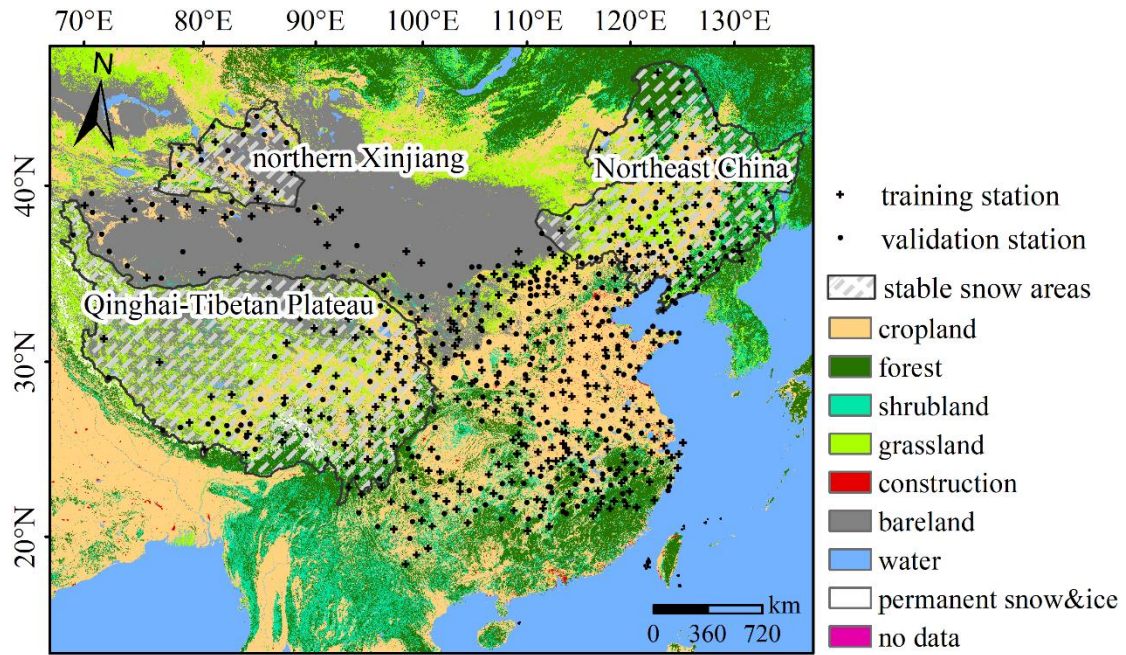 70°E 80°E 90°E 100°E 110°E 120°E 130°E
N
40°N
30°N
20°N
northern Xinjiang
Northeast China
Qinghai-Tibetan Plateau
km
0 360 720
training station
validation station
stable snow areas
cropland
forest
shrubland
grassland
construction
bareland
water
permanent snow&ice
no data